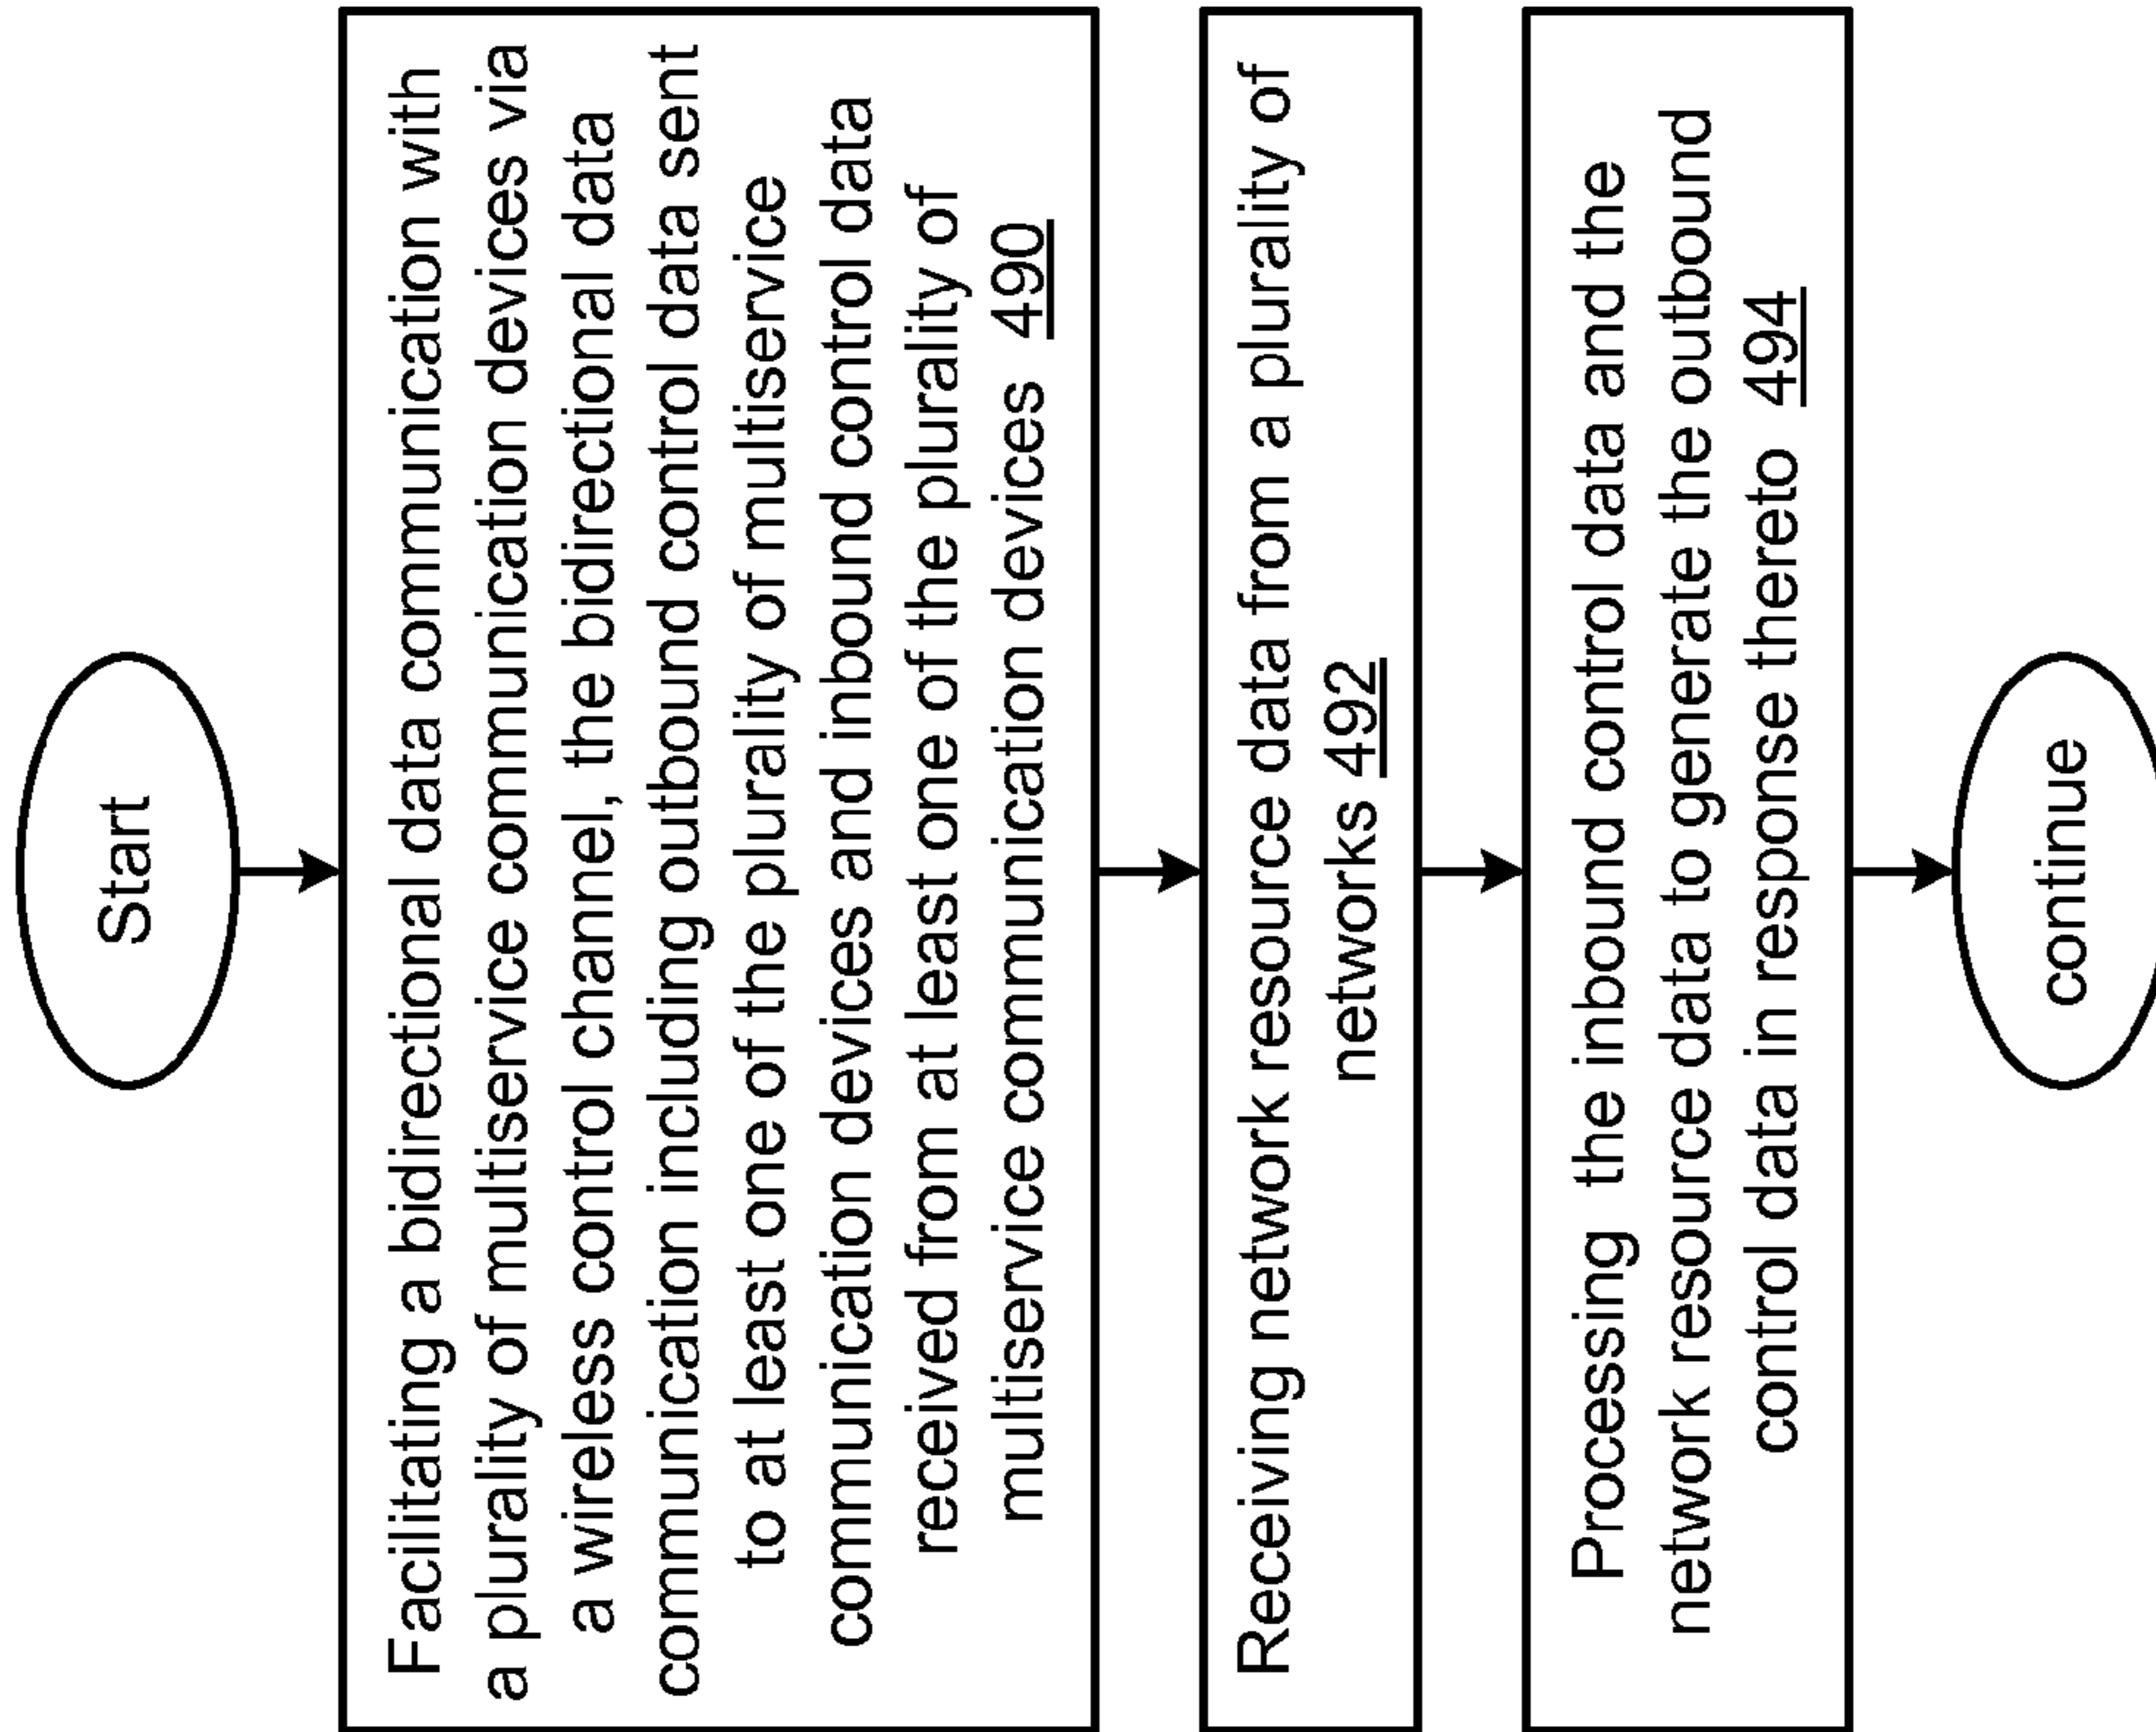 Start
Facilitating a bidirectional data communication with
a plurality of multiservice communication devices via
a wireless control channel, the bidirectional data
communication including outbound control data sent
to at least one of the plurality of multiservice
communication devices and inbound control data
received from at least one of the plurality of
multiservice communication devices 490
Receiving network resource data from a plurality of
networks 492
Processing the inbound control data and the
network resource data to generate the outbound
control data in response thereto 494
continue